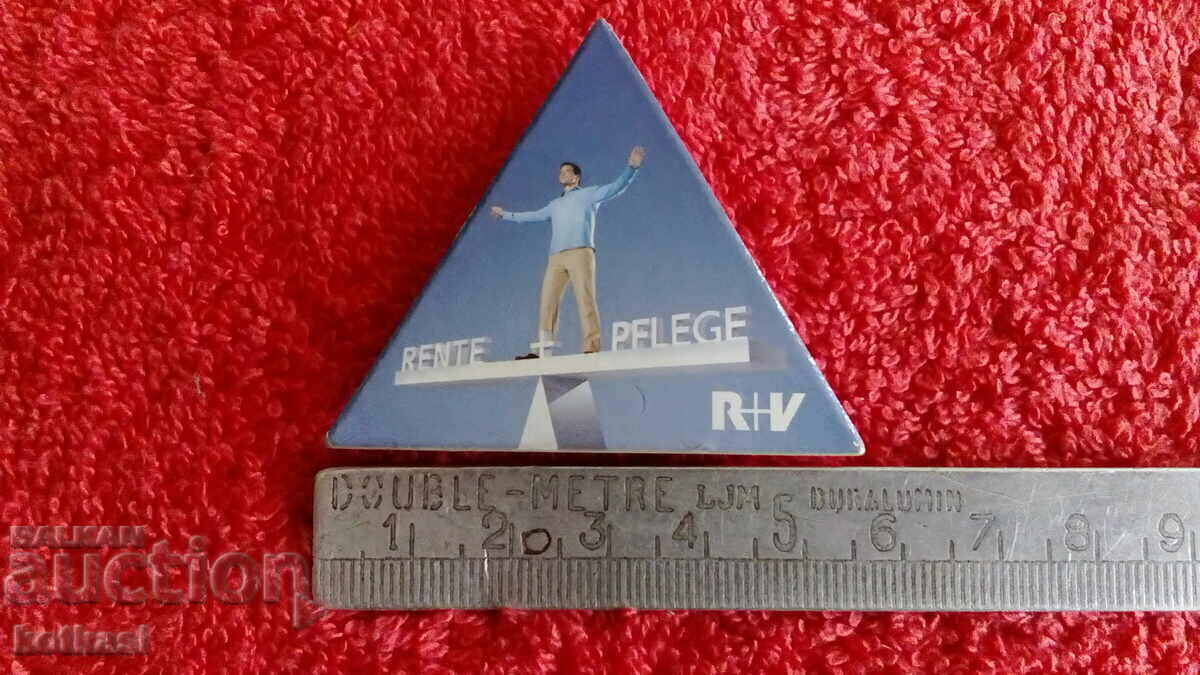 RENTE + PFLEGE
R+V
DOUBLE-METRE LJM DURALUMIN
1 2 3 4 5 6 7 8 9
BALKAN
auction
kotkasi